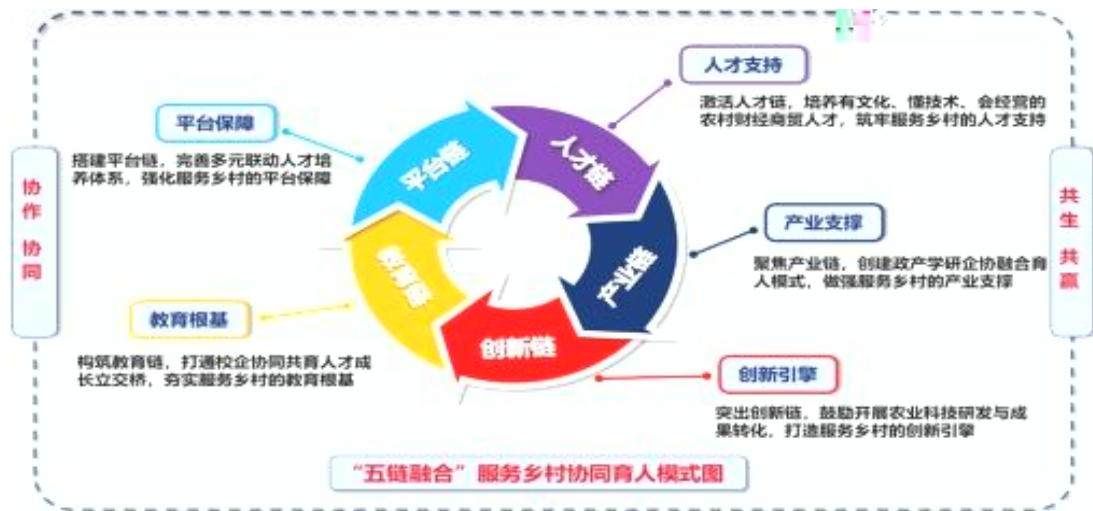 人才支持
激活人才链，培养有文化、懂技术、会经营的
农村财经商贸人才，筑牢服务乡村的人才支持
平台保障
搭建平台链，完善多元联动人才培
养体系，强化服务乡村的平台保障
平台链
人才链
协作 协同
共生 共赢
产业支撑
聚焦产业链，创建政产学研企协融合育
人模式，做强服务乡村的产业支撑
产业链
教育链
创新链
教育根基
构筑教育链，打通校企协同共育人才成
长立交桥，夯实服务乡村的教育根基
创新引擎
突出创新链，鼓励开展农业科技研发与成
果转化，打造服务乡村的创新引擎
“五链融合”服务乡村协同育人模式图